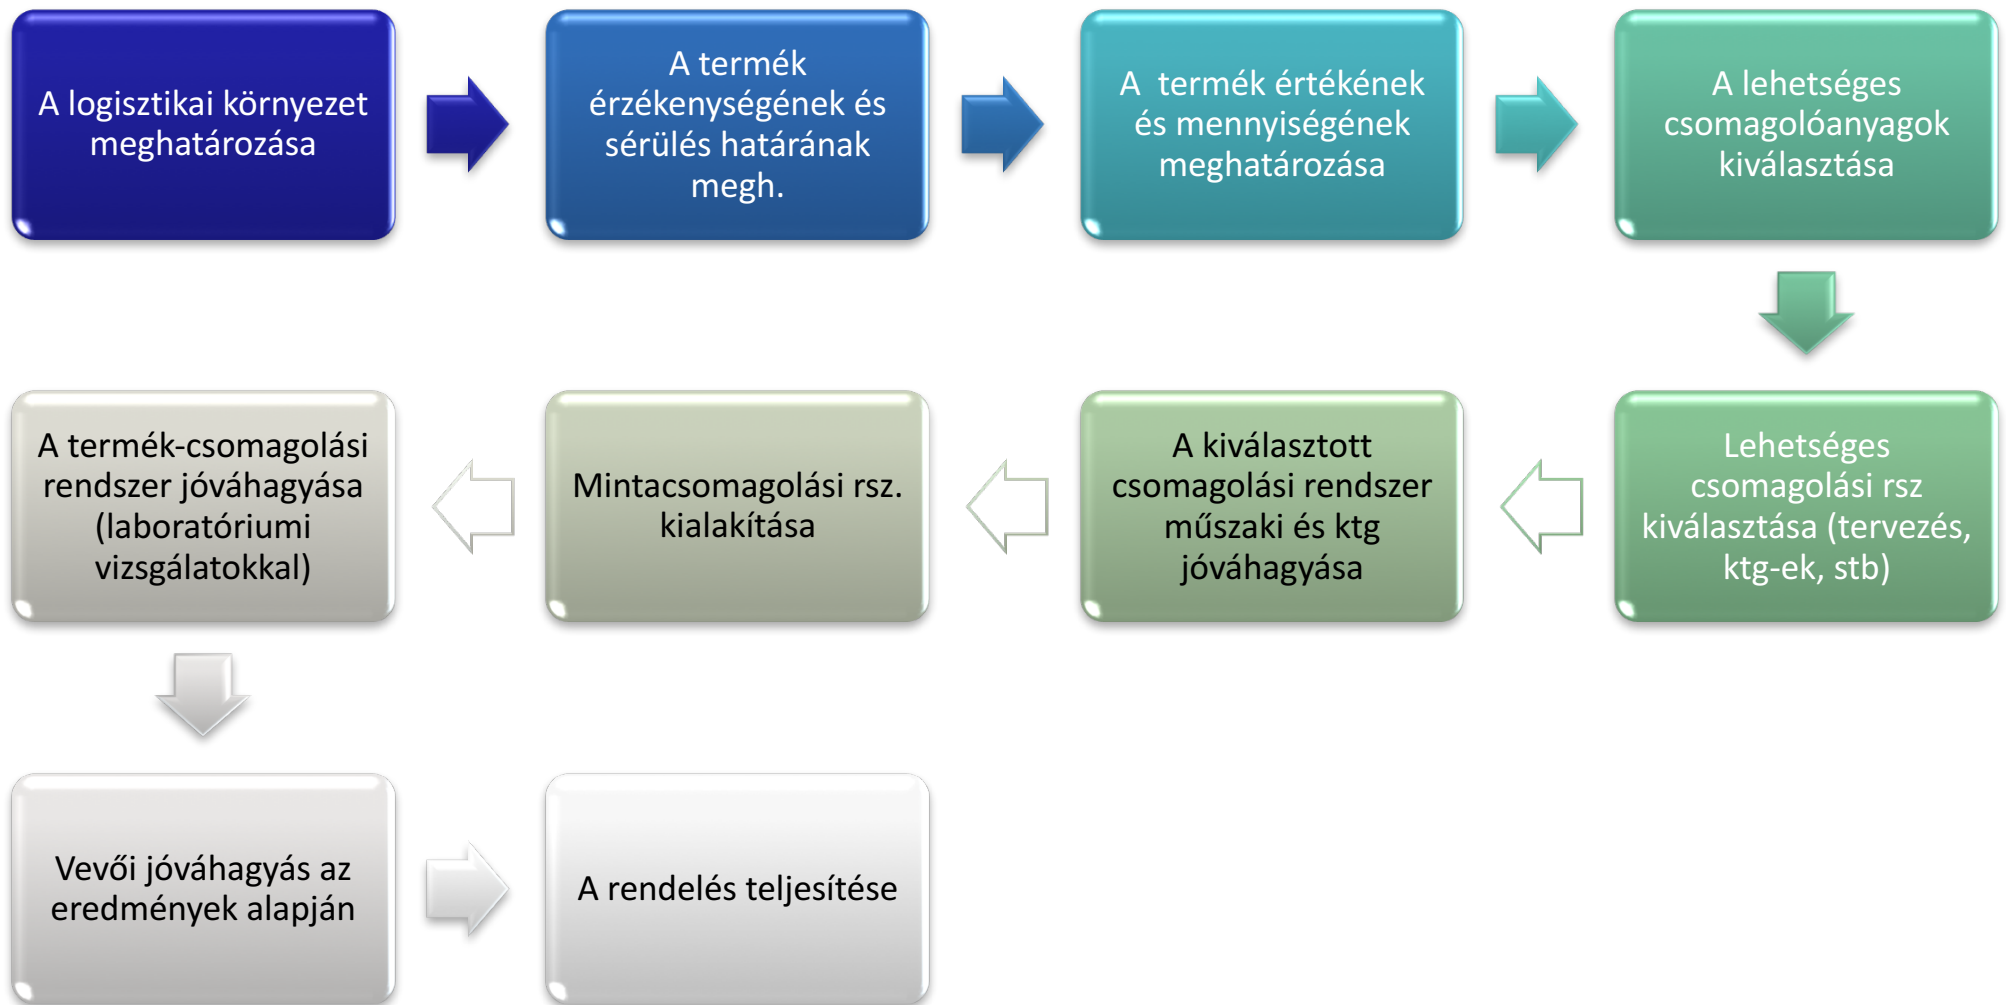 A logisztikai környezet
meghatározása
A termék
érzékenységének és
sérülés határának
megh.
A  termék értékének
és mennyiségének
meghatározása
A lehetséges
csomagolóanyagok
kiválasztása
Lehetséges
csomagolási rsz
kiválasztása (tervezés,
ktg-ek, stb)
A kiválasztott
csomagolási rendszer
műszaki és ktg
jóváhagyása
Mintacsomagolási rsz.
kialakítása
A termék-csomagolási
rendszer jóváhagyása
(laboratóriumi
vizsgálatokkal)
Vevői jóváhagyás az
eredmények alapján
A rendelés teljesítése